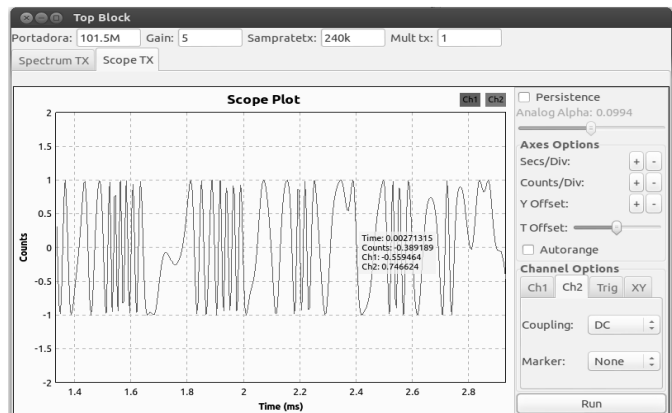 Top Block
Portadora: 101.5M Gain: 5 Sampratetx: 240k Mult tx: 1
Spectrum TX Scope TX
Scope Plot
Ch1 Ch2
Persistence
Analog Alpha: 0.0994
Axes Options
Secs/Div: + -
Counts/Div: + -
Y Offset: + -
T Offset:
Autorange
Channel Options
Ch1 Ch2 Trig XY
Coupling: DC
Marker: None
Run
2
1.5
1
0.5
0
-0.5
-1
-1.5
-2
Counts
Time: 0.00271315
Counts: -0.389189
Ch1: -0.559464
Ch2: 0.746624
1.4 1.6 1.8 2 2.2 2.4 2.6 2.8
Time (ms)